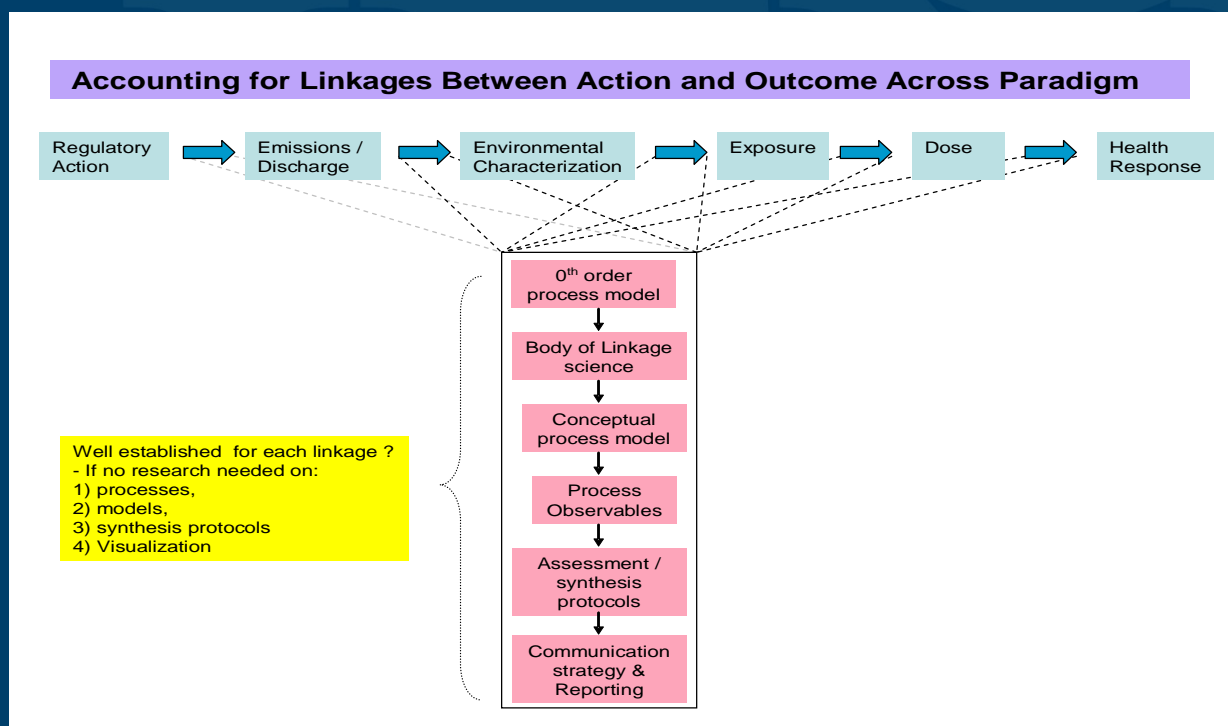 Accounting for Linkages Between Action and Outcome Across Paradigm
Regulatory
Action
Emissions /
Discharge
Environmental
Characterization
Exposure
Dose
Health
Response
0th order
process model
Body of Linkage
science
Conceptual
process model
Process
Observables
Assessment /
synthesis
protocols
Communication
strategy &
Reporting
Well established for each linkage ?
- If no research needed on:
1) processes,
2) models,
3) synthesis protocols
4) Visualization